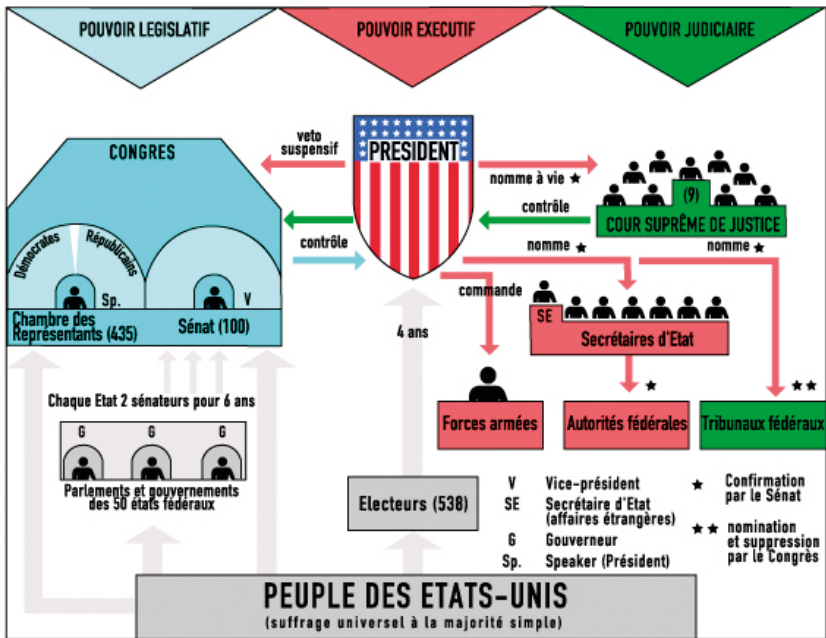 POUVOIR LEGISLATIF
POUVOIR EXECUTIF
POUVOIR JUDICIAIRE
CONGRES
veto
suspensif
PRESIDENT
nomme à vie ★
contrôle
(9)
COUR SUPRÊME DE JUSTICE
contrôle
nomme ★
nomme ★
Démocrates
Républicains
Sp.
V
Chambre des
Représentants (435)
Sénat (100)
4 ans
commande
SE
Secrétaires d'Etat
★
★★
Chaque Etat 2 sénateurs pour 6 ans
G
G
G
Parlements et gouvernements
des 50 états fédéraux
Forces armées
Autorités fédérales
Tribunaux fédéraux
Electeurs (538)
V Vice-président
SE Secrétaire d'Etat
(affaires étrangères)
G Gouverneur
Sp. Speaker (Président)
★ Confirmation
par le Sénat
★★ nomination
et suppression
par le Congrès
PEUPLE DES ETATS-UNIS
(suffrage universel à la majorité simple)